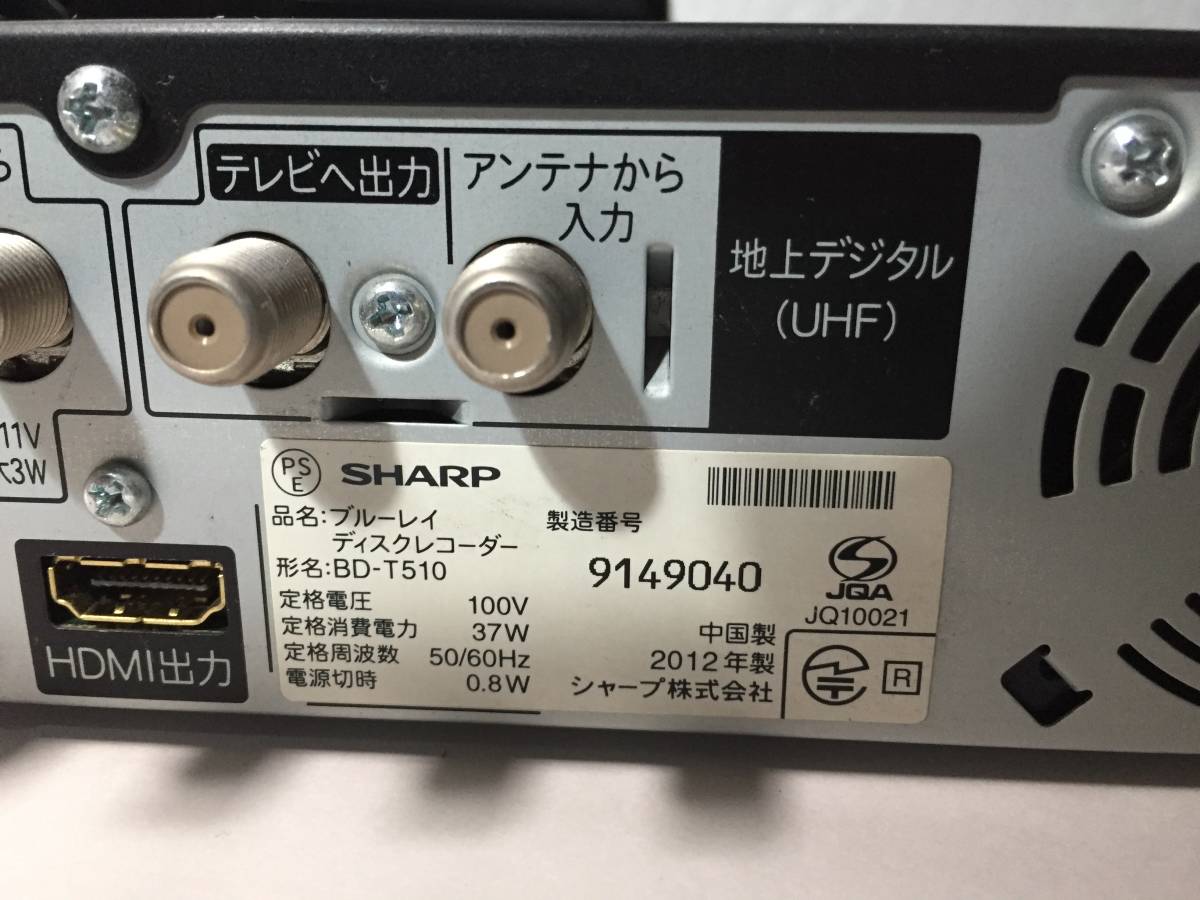 ら
テレビへ出力
アンテナから
入力
地上デジタル
(UHF)
11V
大3W
HDMI出力
PS
E
SHARP
品名:ブルーレイ
ディスクレコーダー
形名:BD-T510
定格電圧 100V
定格消費電力 37W
定格周波数 50/60Hz
電源切時 0.8W
製造番号
9149040
中国製
2012年製
シャープ株式会社
JQA
JQ10021
R